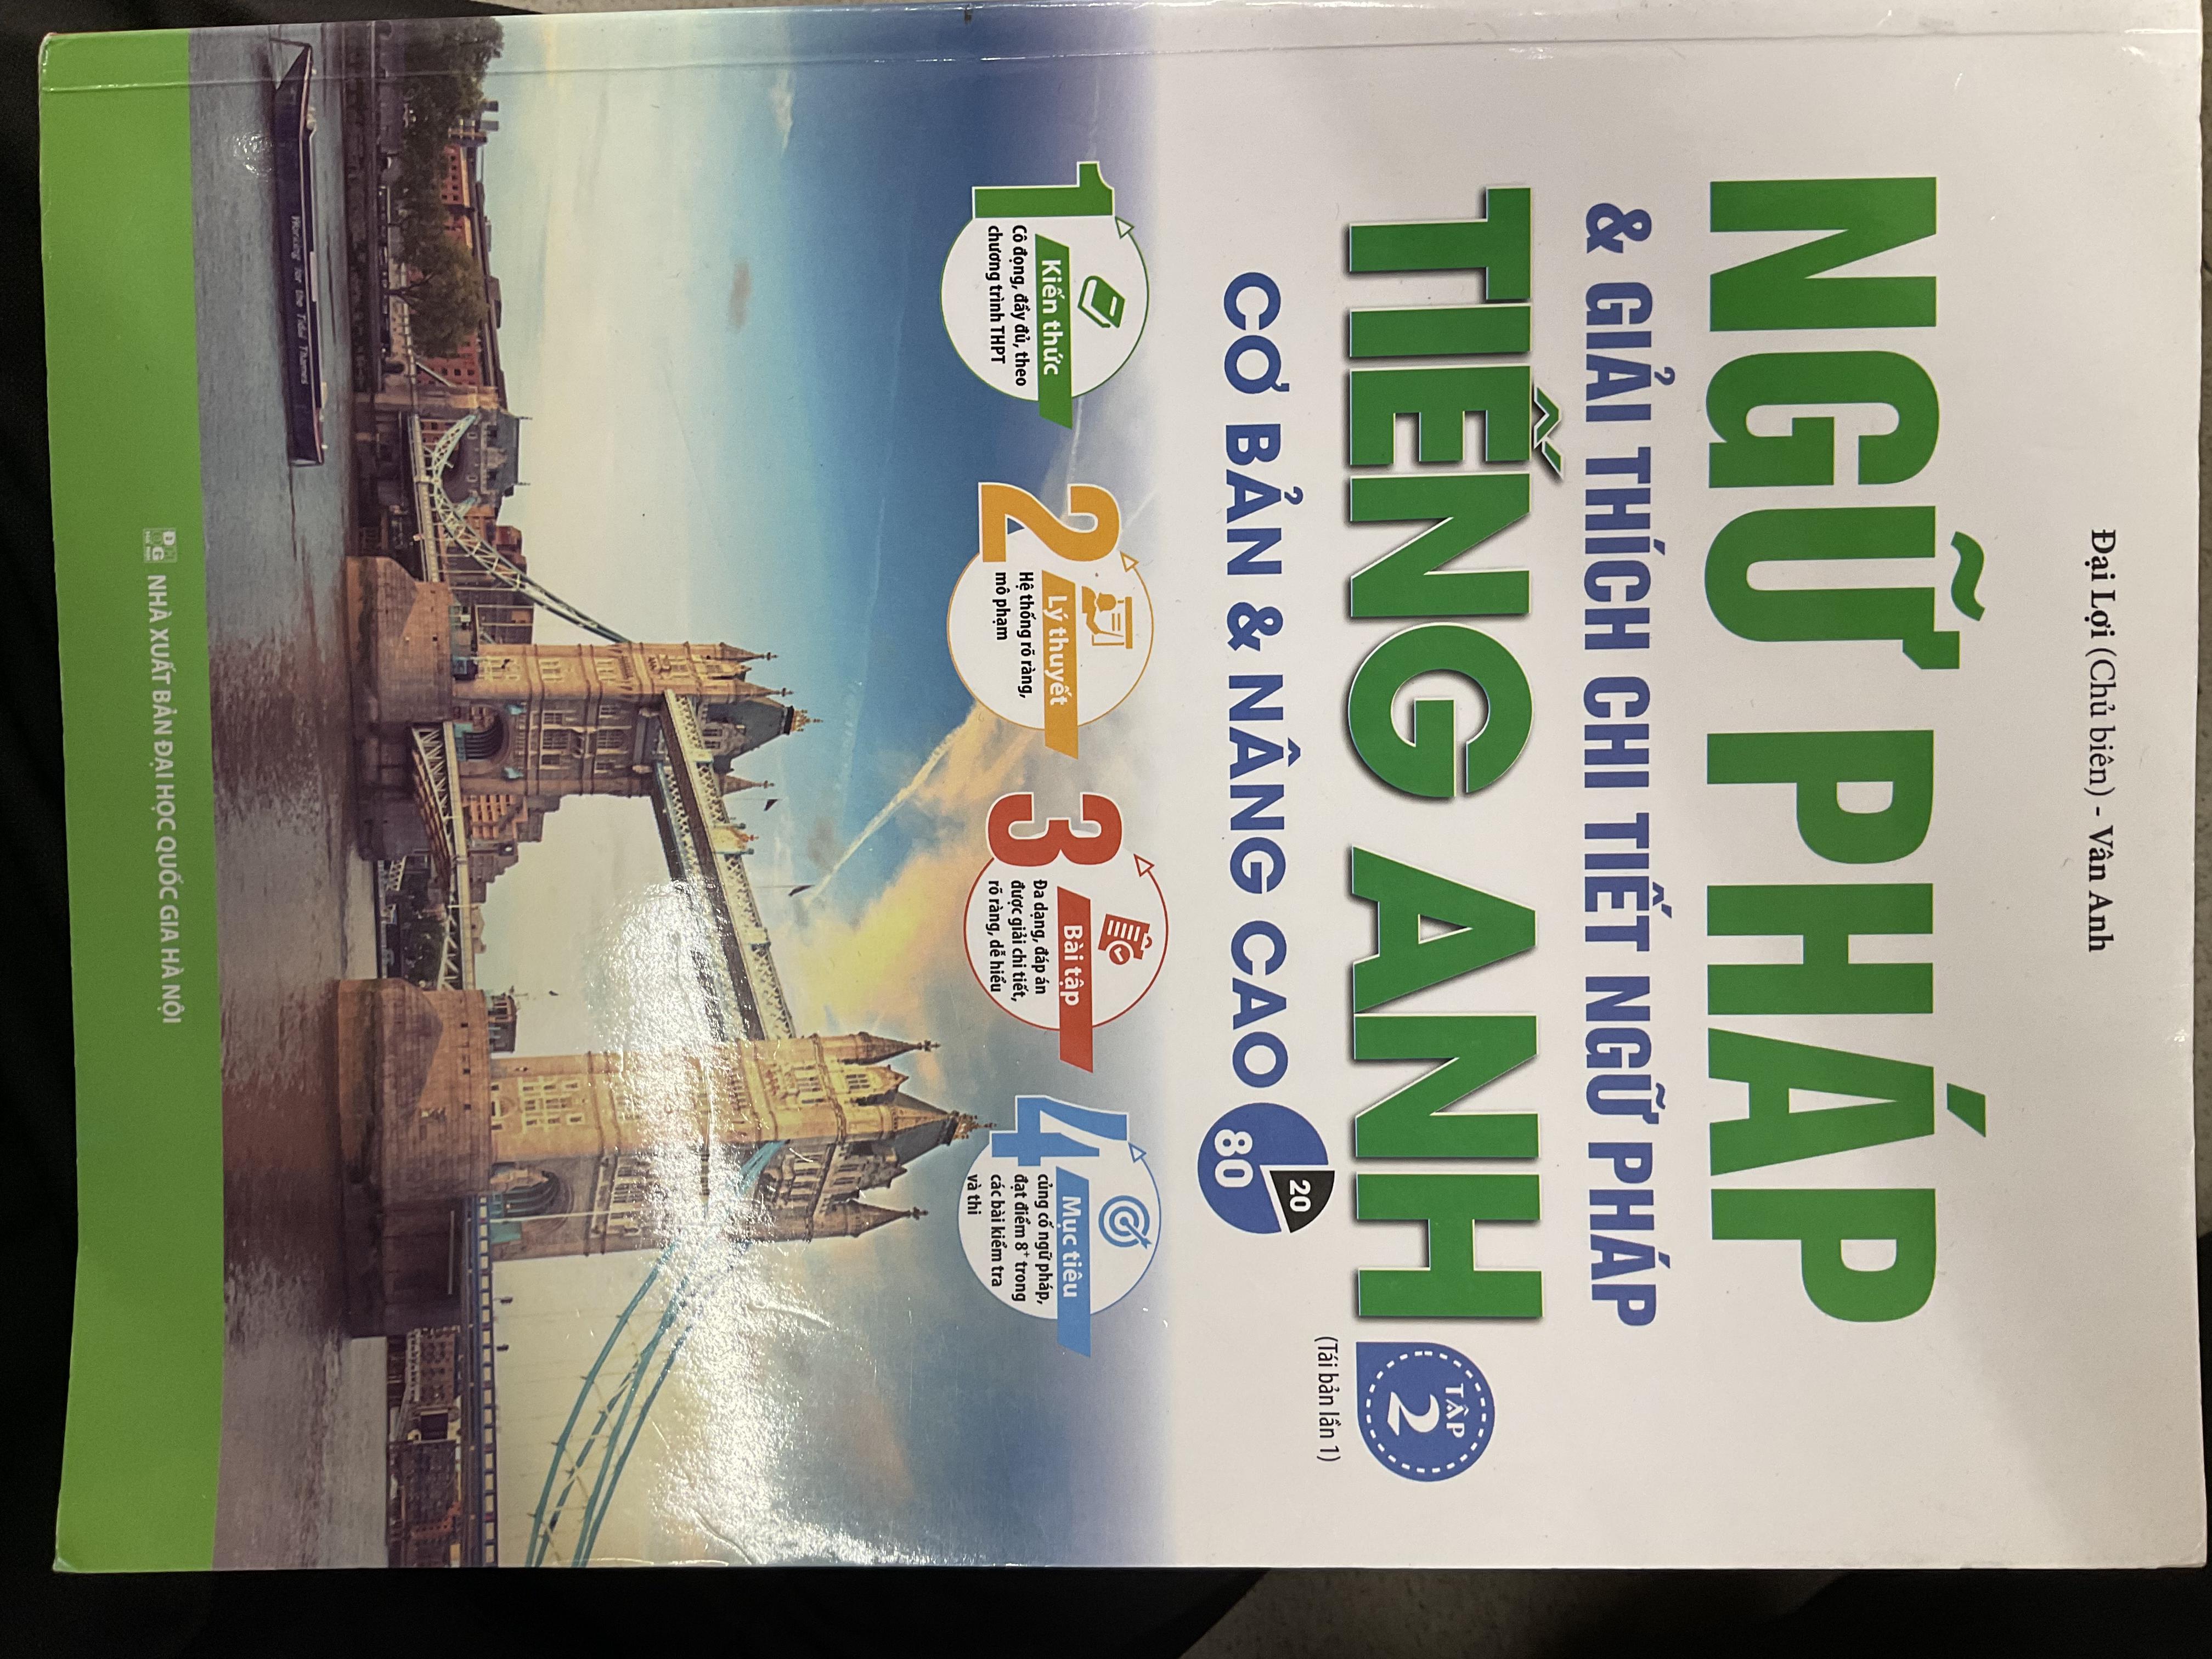 Đại Lợi (Chủ biên) - Vân Anh
NGỮ PHÁP
& GIẢI THÍCH CHI TIẾT NGỮ PHÁP
TIẾNG ANH
TẬP
2
(Tái bản lần 1)
CƠ BẢN & NÂNG CAO
20
80
1
Kiến thức
Cô đọng, đầy đủ, theo
chương trình THPT
2
Lý thuyết
Hệ thống rõ ràng,
mô phạm
3
Bài tập
Đa dạng, đáp án
được giải chi tiết,
rõ ràng, dễ hiểu
4
Mục tiêu
củng cố ngữ pháp,
đạt điểm 8+ trong
các bài kiểm tra
và thi
Working for the Tidal Thames
NHÀ XUẤT BẢN ĐẠI HỌC QUỐC GIA HÀ NỘI